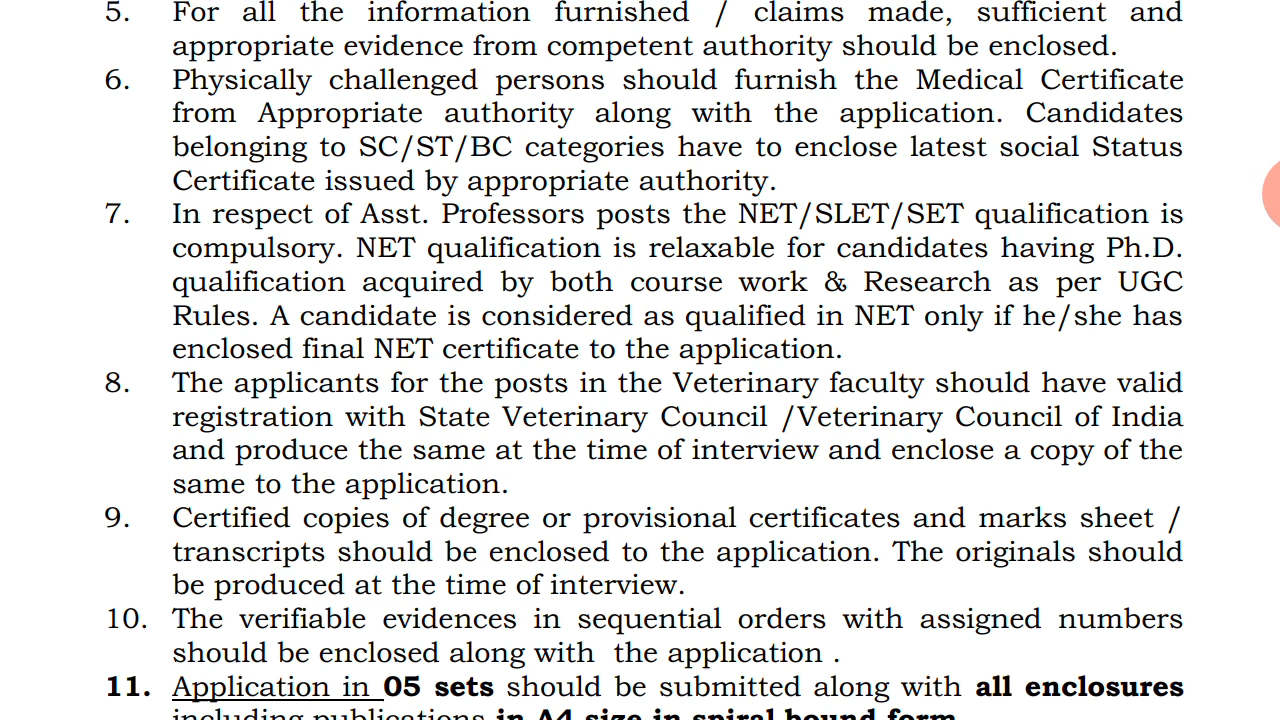 5. For all the information furnished / claims made, sufficient and
appropriate evidence from competent authority should be enclosed.
6. Physically challenged persons should furnish the Medical Certificate
from Appropriate authority along with the application. Candidates
belonging to SC/ST/BC categories have to enclose latest social Status
Certificate issued by appropriate authority.
7. In respect of Asst. Professors posts the NET/SLET/SET qualification is
compulsory. NET qualification is relaxable for candidates having Ph.D.
qualification acquired by both course work & Research as per UGC
Rules. A candidate is considered as qualified in NET only if he/she has
enclosed final NET certificate to the application.
8. The applicants for the posts in the Veterinary faculty should have valid
registration with State Veterinary Council /Veterinary Council of India
and produce the same at the time of interview and enclose a copy of the
same to the application.
9. Certified copies of degree or provisional certificates and marks sheet /
transcripts should be enclosed to the application. The originals should
be produced at the time of interview.
10. The verifiable evidences in sequential orders with assigned numbers
should be enclosed along with  the application .
11. Application in 05 sets should be submitted along with all enclosures
including publications in A4 size in spiral bound form